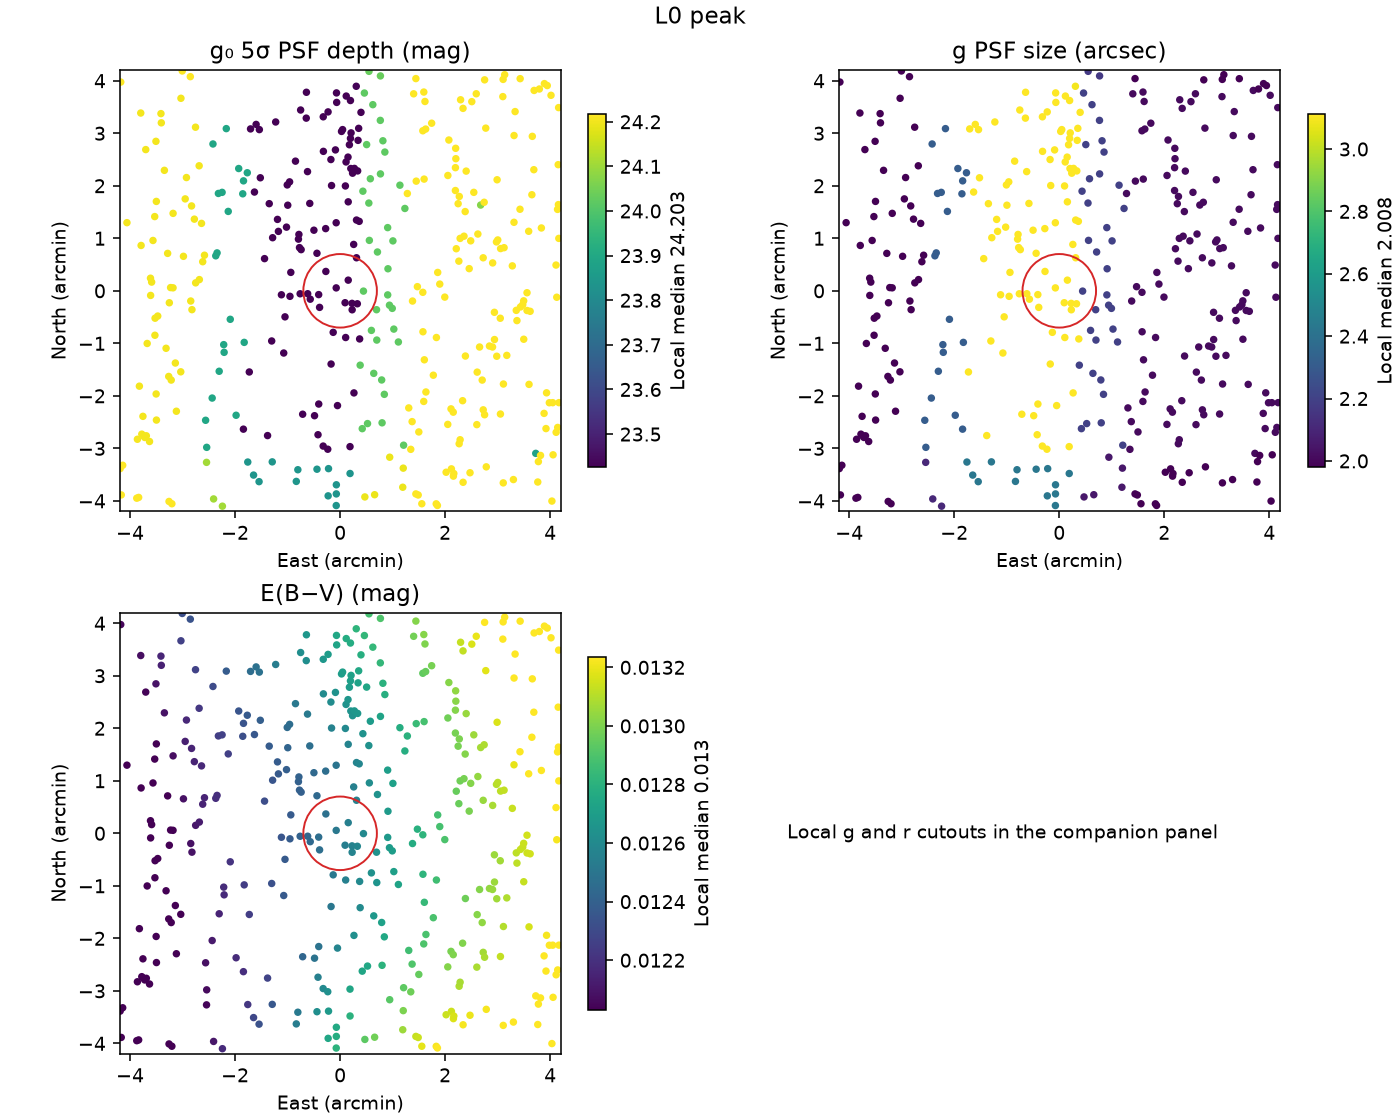 L0 peak
g₀ 5σ PSF depth (mag)
4
3
2
1
0
−1
−2
−3
−4
North (arcmin)
−4 −2 0 2 4
East (arcmin)
24.2
24.1
24.0
23.9
23.8
23.7
23.6
23.5
Local median 24.203
g PSF size (arcsec)
4
3
2
1
0
−1
−2
−3
−4
North (arcmin)
−4 −2 0 2 4
East (arcmin)
3.0
2.8
2.6
2.4
2.2
2.0
Local median 2.008
E(B−V) (mag)
4
3
2
1
0
−1
−2
−3
−4
North (arcmin)
−4 −2 0 2 4
East (arcmin)
0.0132
0.0130
0.0128
0.0126
0.0124
0.0122
Local median 0.013
Local g and r cutouts in the companion panel